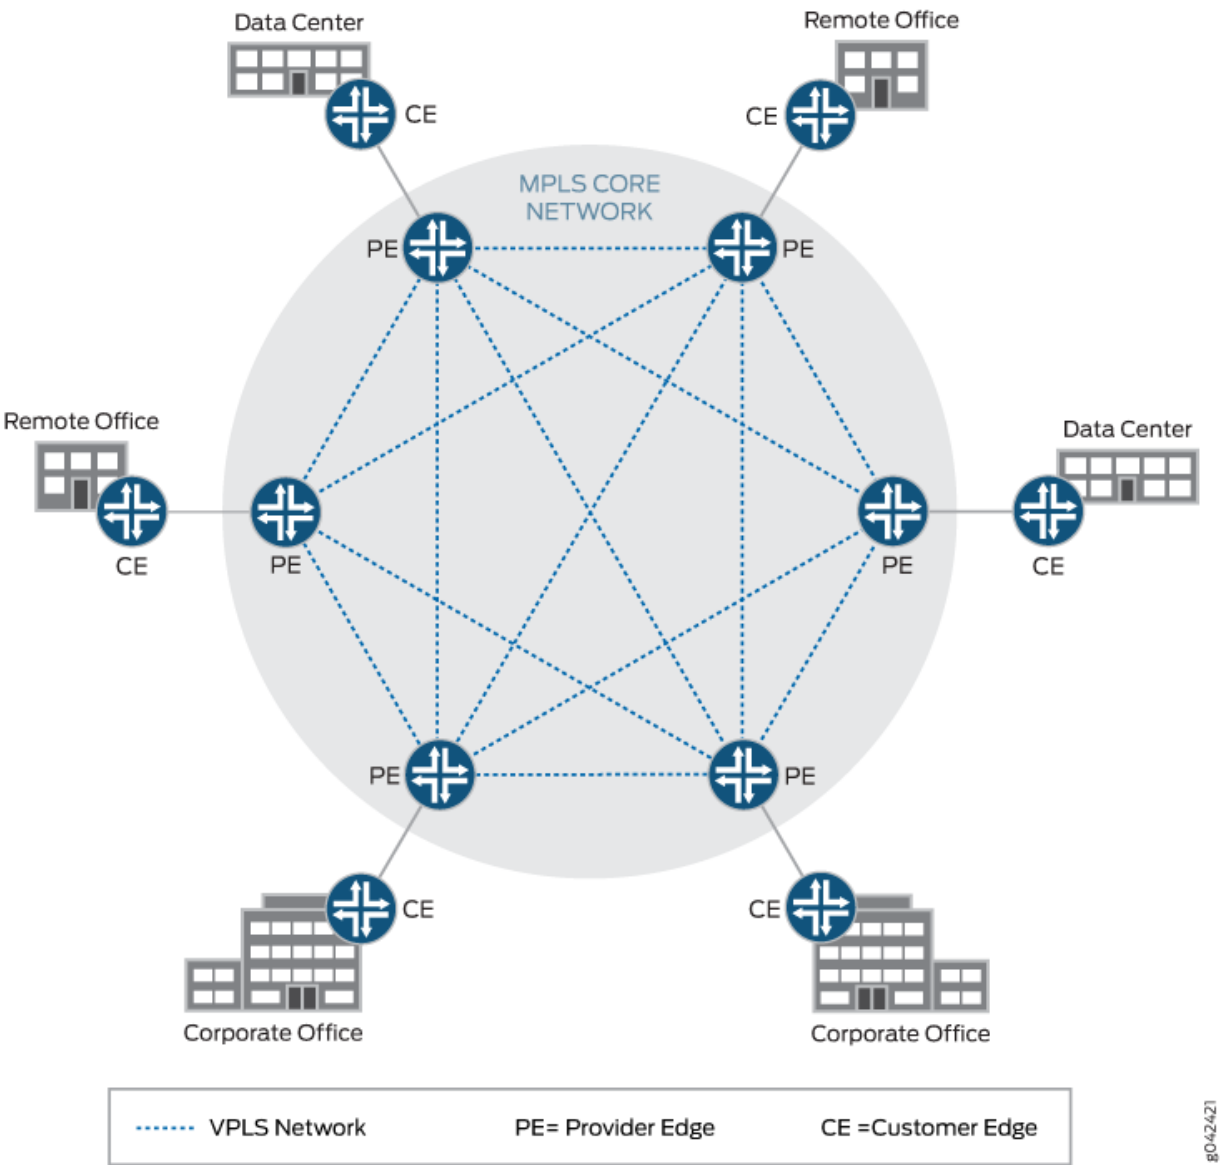 Data Center
Remote Office
CE
CE
MPLS CORE
NETWORK
PE
PE
Remote Office
Data Center
CE
PE
PE
CE
PE
PE
CE
CE
Corporate Office
Corporate Office
VPLS Network
PE= Provider Edge
CE =Customer Edge
g042421